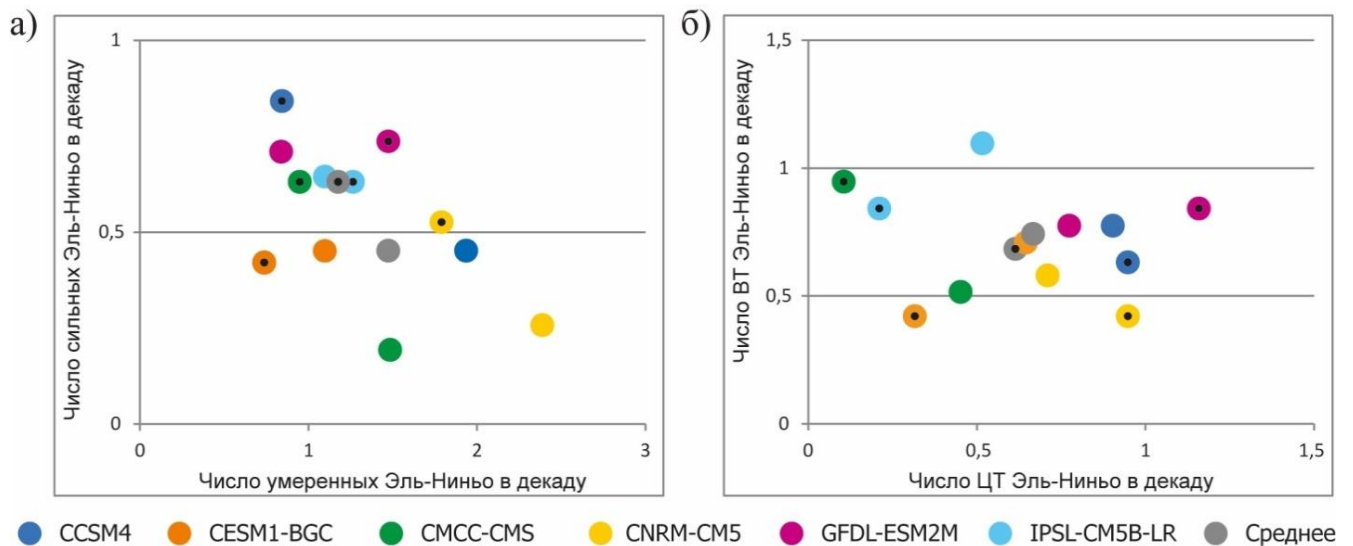 а)
Число сильных Эль-Ниньо в декаду
1
0,5
0
0 1 2 3
Число умеренных Эль-Ниньо в декаду
б)
Число ВТ Эль-Ниньо в декаду
1,5
1
0,5
0
0 0,5 1 1,5
Число ЦТ Эль-Ниньо в декаду
CCSM4 CESM1-BGC CMCC-CMS CNRM-CM5 GFDL-ESM2M IPSL-CM5B-LR Среднее